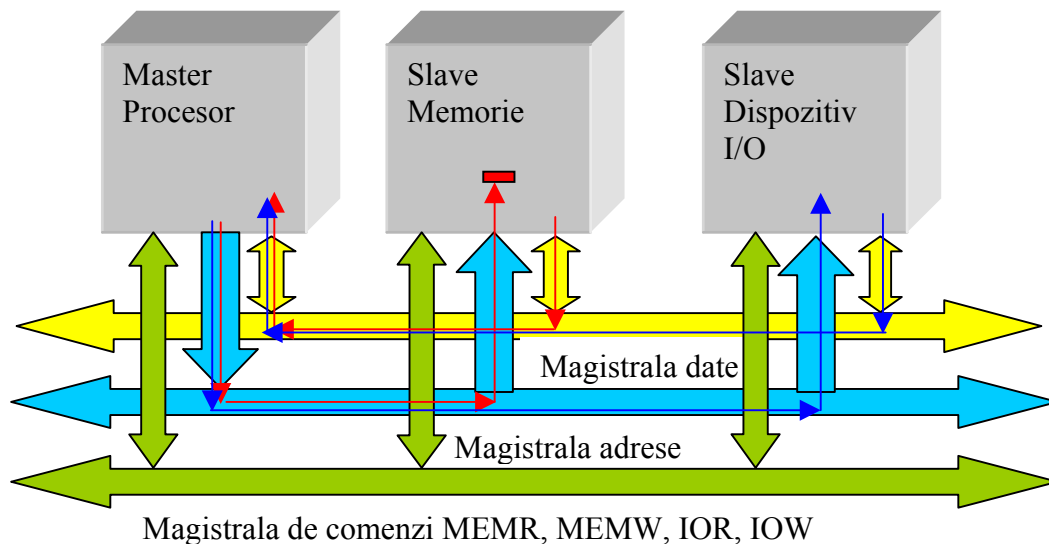 Master
Procesor
Slave
Memorie
Slave
Dispozitiv
I/O
Magistrala date
Magistrala adrese
Magistrala de comenzi MEMR, MEMW, IOR, IOW